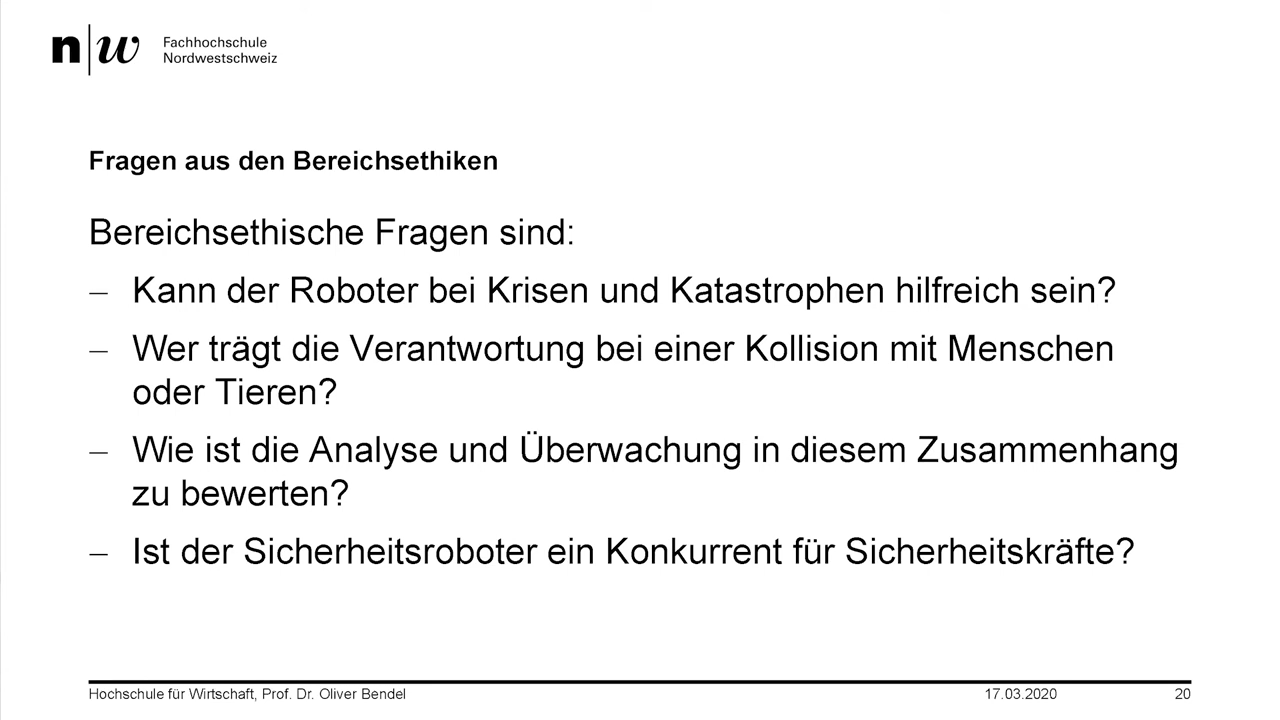 n|w Fachhochschule
Nordwestschweiz
Fragen aus den Bereichsethiken
Bereichsethische Fragen sind:
– Kann der Roboter bei Krisen und Katastrophen hilfreich sein?
– Wer trägt die Verantwortung bei einer Kollision mit Menschen
oder Tieren?
– Wie ist die Analyse und Überwachung in diesem Zusammenhang
zu bewerten?
– Ist der Sicherheitsroboter ein Konkurrent für Sicherheitskräfte?
Hochschule für Wirtschaft, Prof. Dr. Oliver Bendel 17.03.2020 20